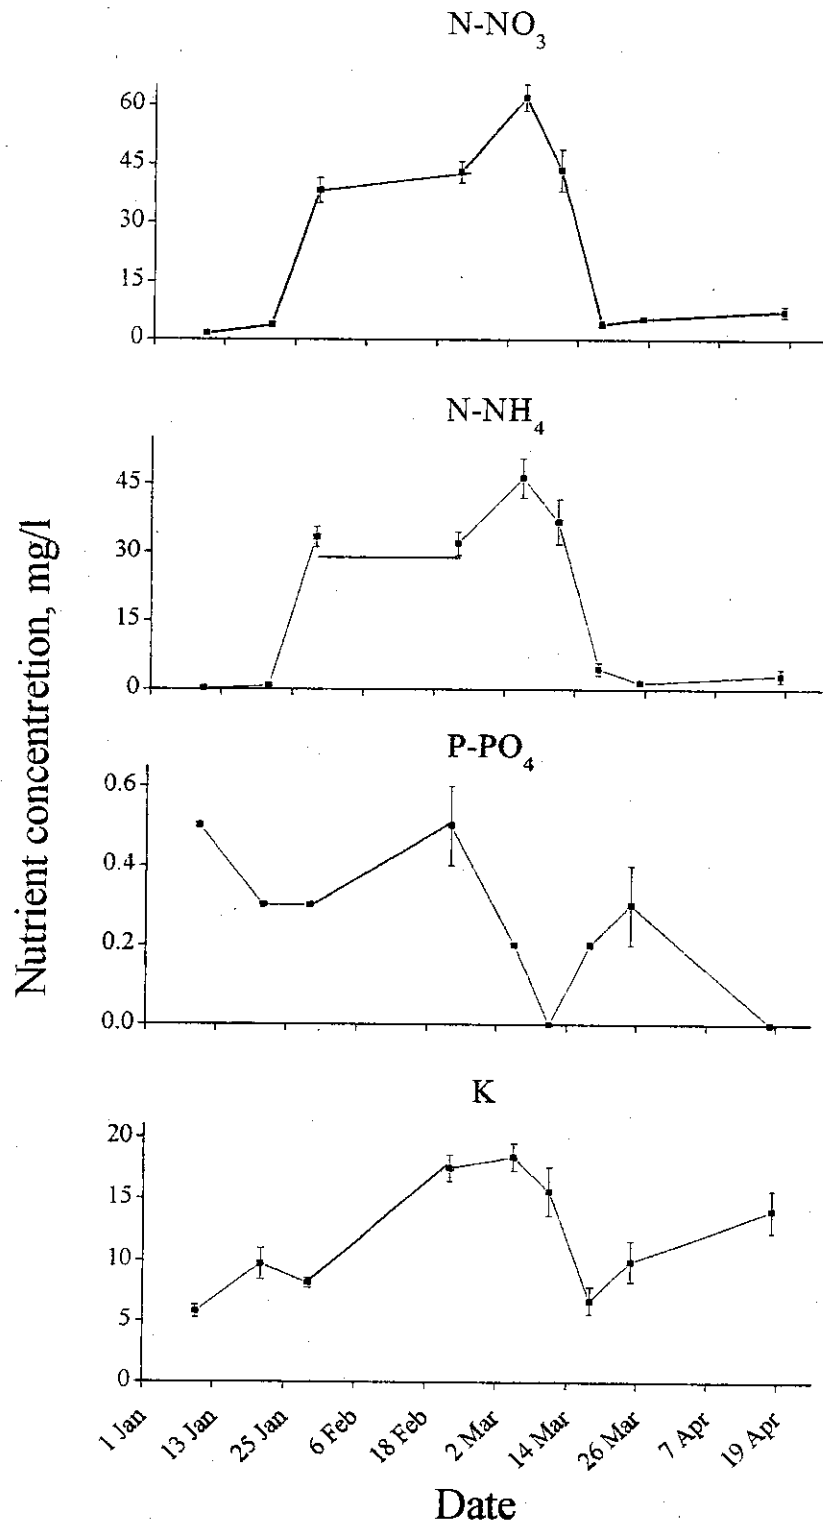 N-NO3
60
45
30
15
0
N-NH4
45
30
15
0
P-PO4
0.6
0.4
0.2
0.0
K
20
15
10
5
0
Nutrient concentretion, mg/l
1 Jan
13 Jan
25 Jan
6 Feb
18 Feb
2 Mar
14 Mar
26 Mar
7 Apr
19 Apr
Date